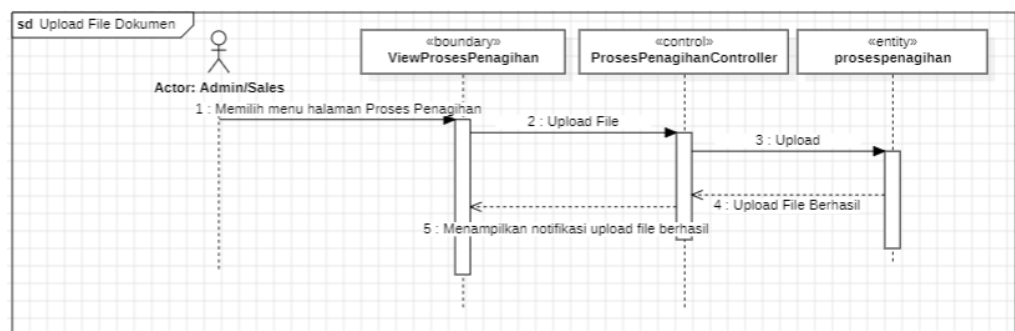 sd Upload File Dokumen
«boundary»
ViewProsesPenagihan
«control»
ProsesPenagihanController
«entity»
prosespenagihan
Actor: Admin/Sales
1 : Memilih menu halaman Proses Penagihan
2 : Upload File
3 : Upload
4 : Upload File Berhasil
5 : Menampilkan notifikasi upload file berhasil